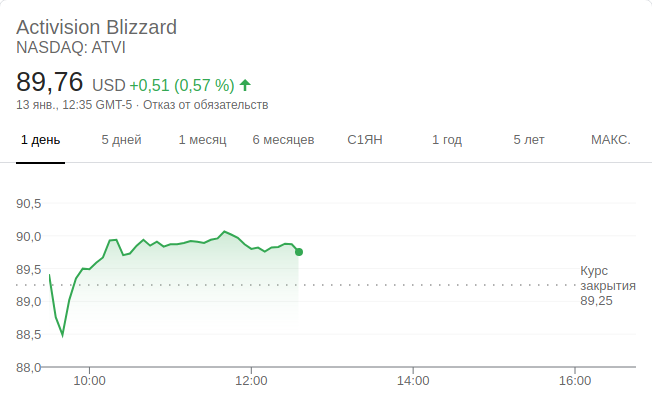 Activision Blizzard
NASDAQ: ATVI
89,76 USD +0,51 (0,57 %)
13 янв., 12:35 GMT-5 · Отказ от обязательств
1 день 5 дней 1 месяц 6 месяцев С1ЯН 1 год 5 лет МАКС.
90,5
90,0
89,5
89,0
88,5
88,0
Курс
закрытия
89,25
10:00 12:00 14:00 16:00